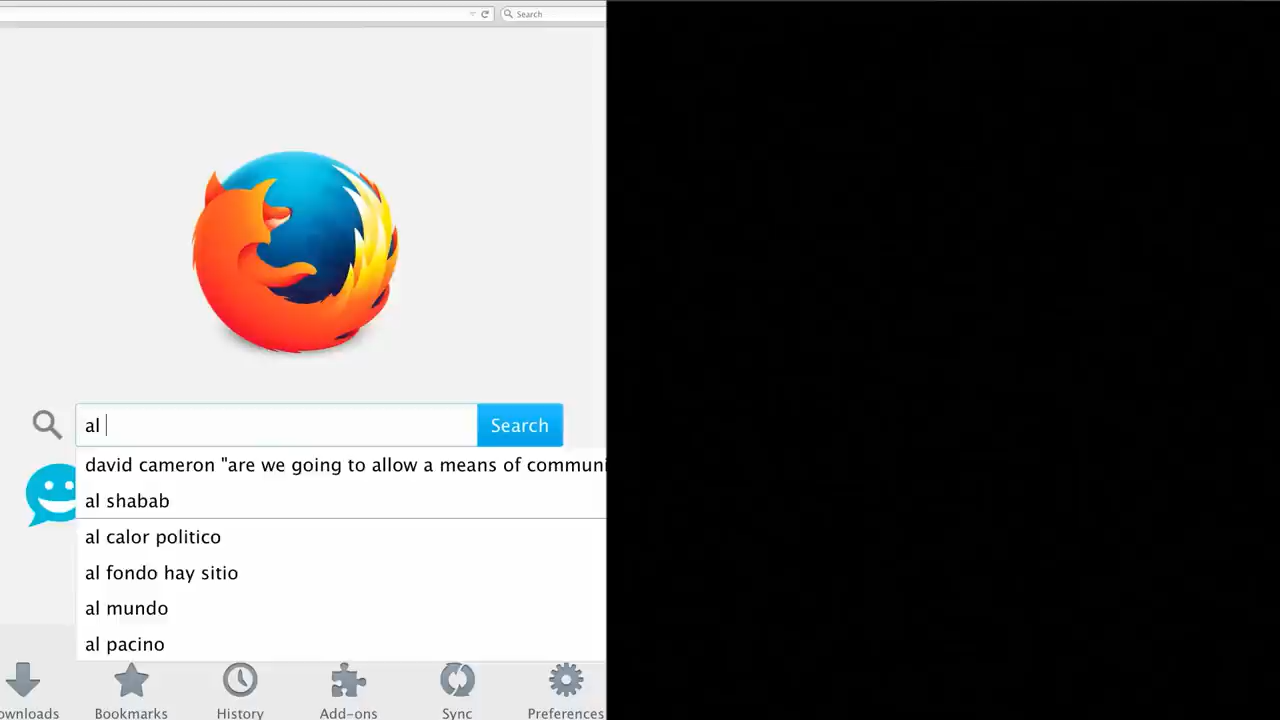 Search
al
Search
david cameron "are we going to allow a means of communi
al shabab
al calor politico
al fondo hay sitio
al mundo
al pacino
ownloads
Bookmarks
History
Add-ons
Sync
Preferences